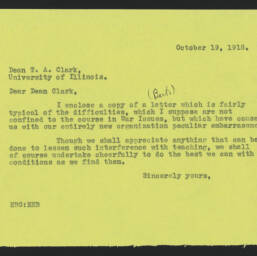 October 19, 1918.
Dean T. A. Clark,
University of Illinois.
(Bach)
Dear Dean Clark,
I enclose a copy of a letter which is fairly
typical of the difficulties, which I suppose are not
confined to the course in War Issues, but which have cause
us with our entirely new organization peculiar embarrassme
Though we shall appreciate anything that can be
done to lessen such interference with teaching, we shall
of course undertake cheerfully to do the best we can with
conditions as we find them.
Sincerely yours,